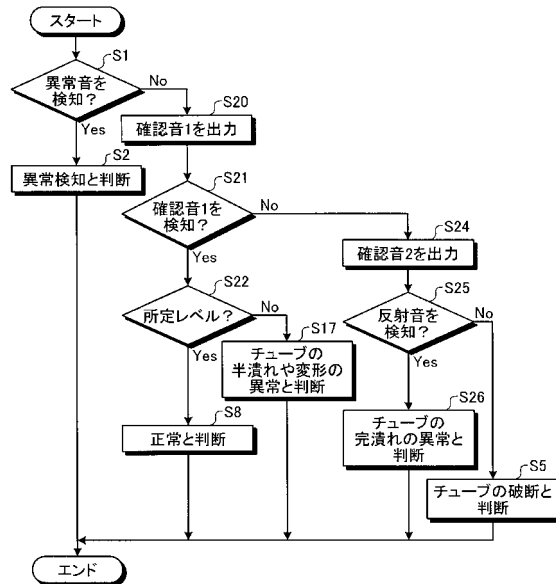 スタート
S1
異常音を
検知?
No
Yes
S2
異常検知と判断
S20
確認音1を出力
S21
確認音1を
検知?
No
Yes
S22
所定レベル?
No
Yes
S17
チューブの
半潰れや変形の
異常と判断
S8
正常と判断
S24
確認音2を出力
S25
反射音を
検知?
No
Yes
S26
チューブの
完潰れの異常と
判断
S5
チューブの破断と
判断
エンド